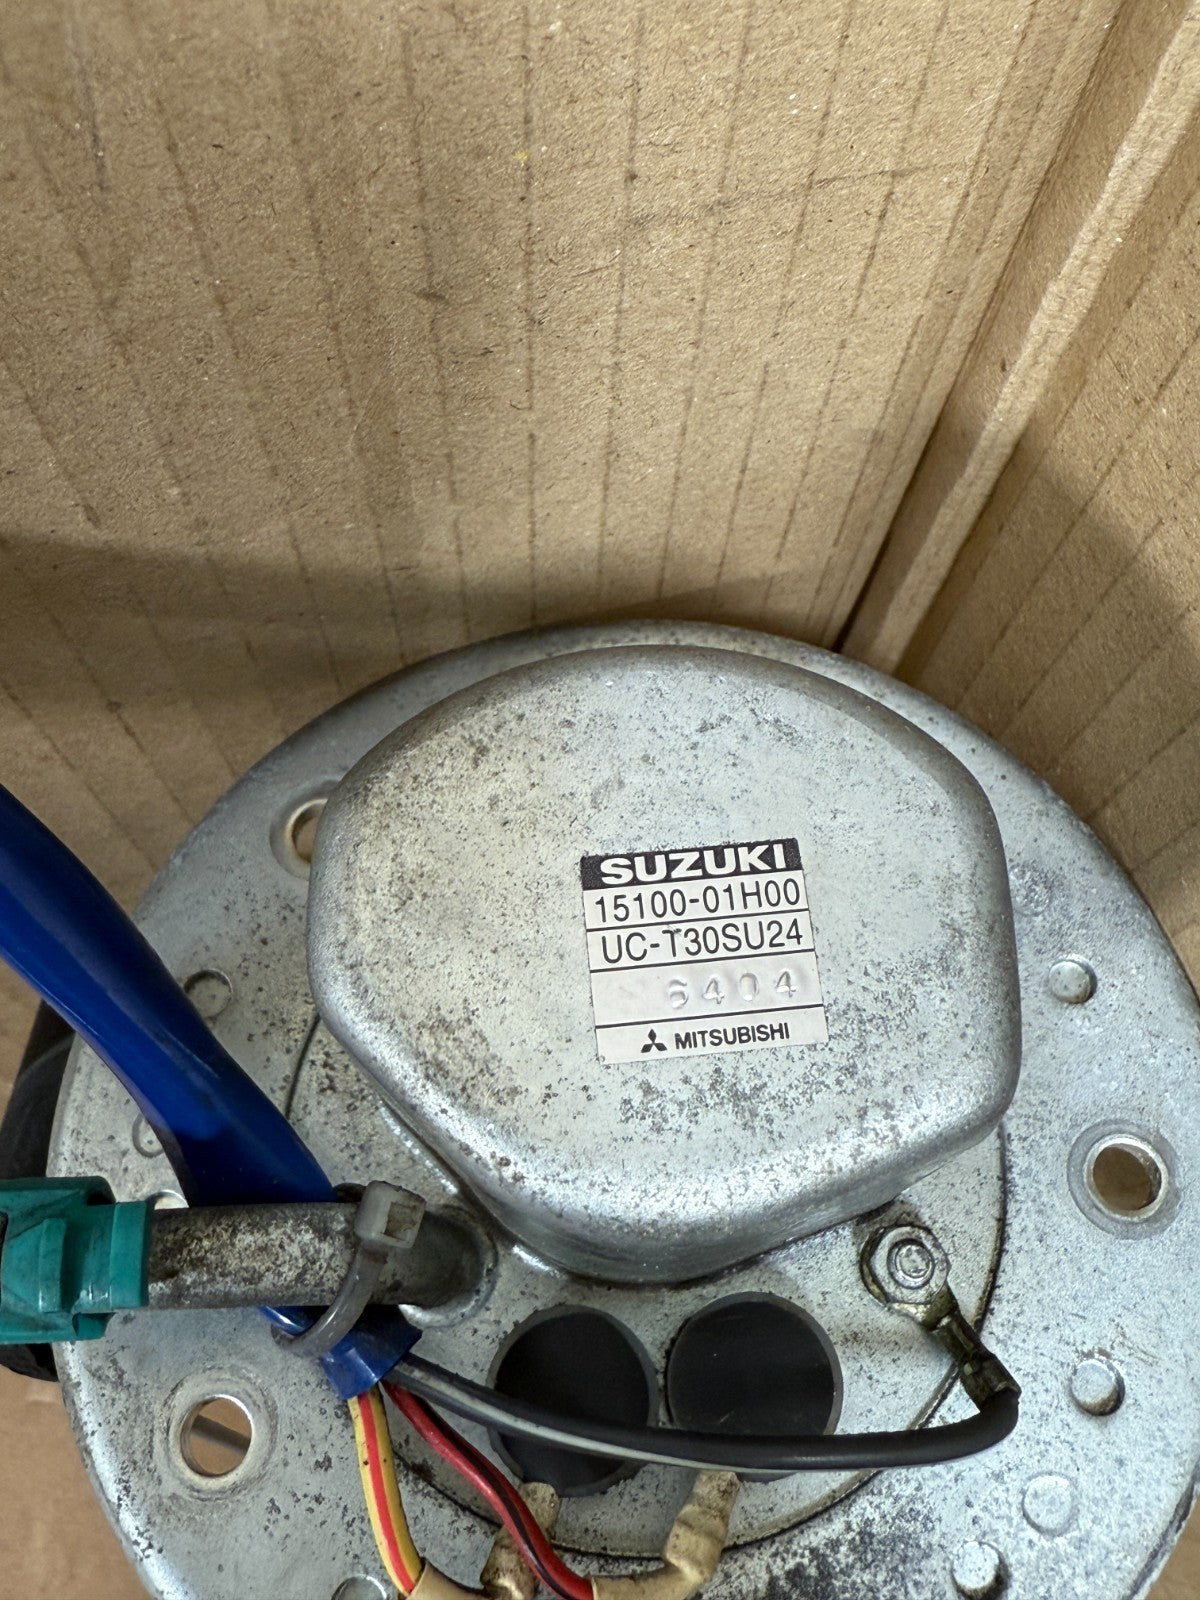 SUZUKI
15100-01H00
UC-T30SU24
6404
MITSUBISHI